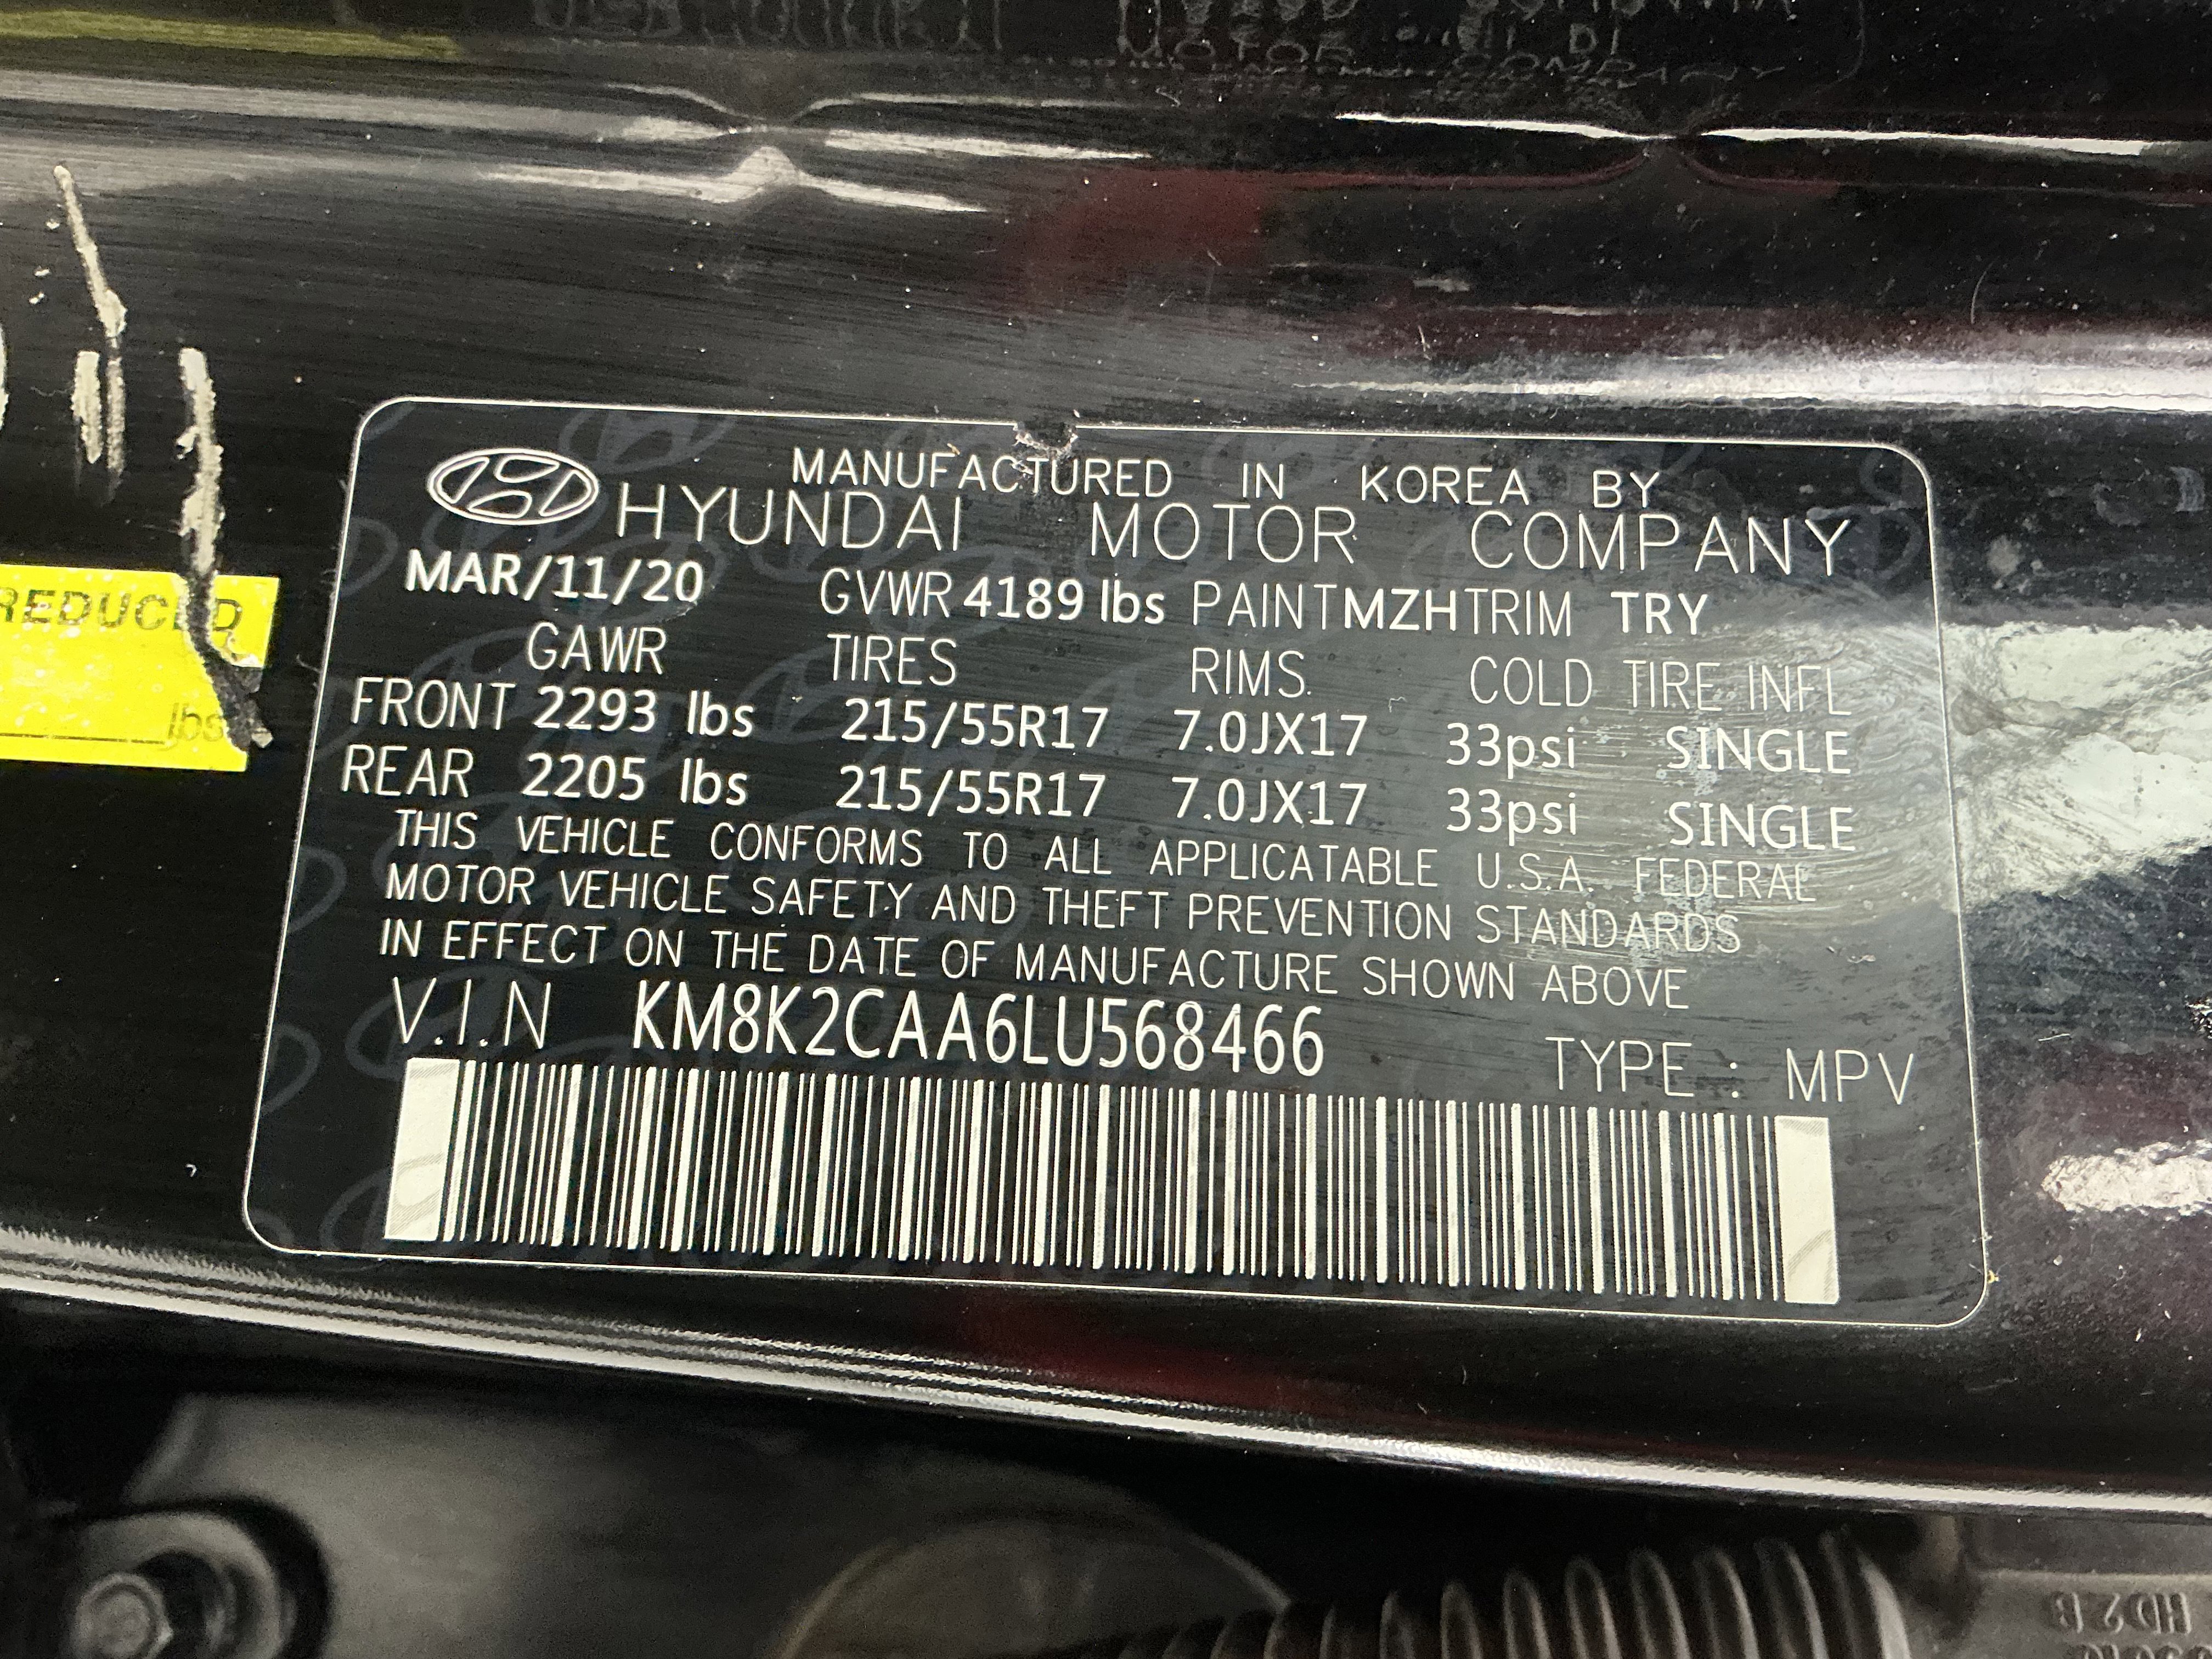 MOTOR COMPANY
MANUFACTURED IN KOREA BY
HYUNDAI MOTOR COMPANY
MAR/11/20 GVWR 4189 lbs PAINT MZH TRIM TRY
GAWR TIRES RIMS. COLD TIRE INFL
FRONT 2293 lbs 215/55R17 7.0JX17 33psi SINGLE
REAR 2205 lbs 215/55R17 7.0JX17 33psi SINGLE
THIS VEHICLE CONFORMS TO ALL APPLICATABLE U.S.A. FEDERAL
MOTOR VEHICLE SAFETY AND THEFT PREVENTION STANDARDS
IN EFFECT ON THE DATE OF MANUFACTURE SHOWN ABOVE
V.I.N KM8K2CAA6LU568466
TYPE : MPV
REDUCED
lbs
HD2.B